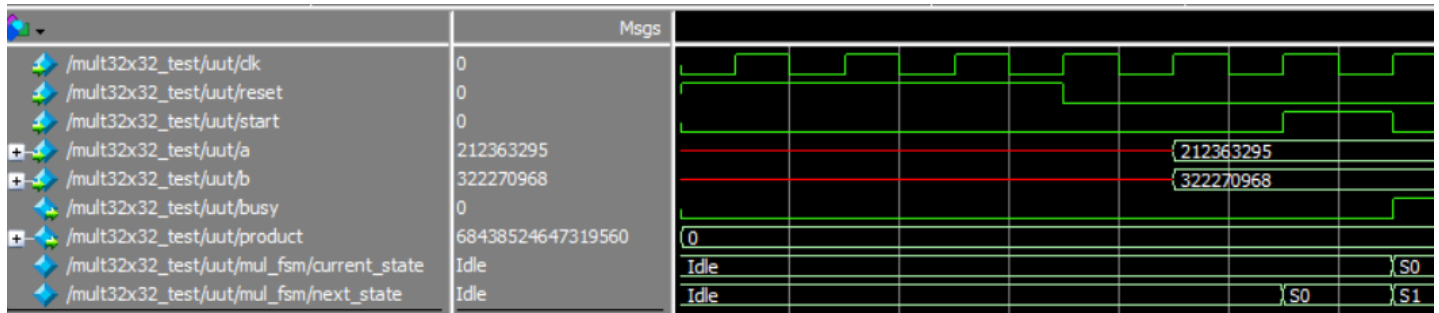 Msgs
/mult32x32_test/uut/clk 0
/mult32x32_test/uut/reset 0
/mult32x32_test/uut/start 0
/mult32x32_test/uut/a 212363295 212363295
/mult32x32_test/uut/b 322270968 322270968
/mult32x32_test/uut/busy 0
/mult32x32_test/uut/product 68438524647319560 0
/mult32x32_test/uut/mul_fsm/current_state Idle Idle S0
/mult32x32_test/uut/mul_fsm/next_state Idle Idle S0 S1